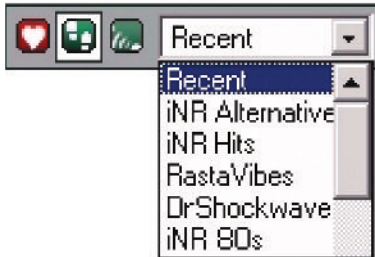 Recent
Recent
iNR Alternative
iNR Hits
RastaVibes
DrShockwave
iNR 80s